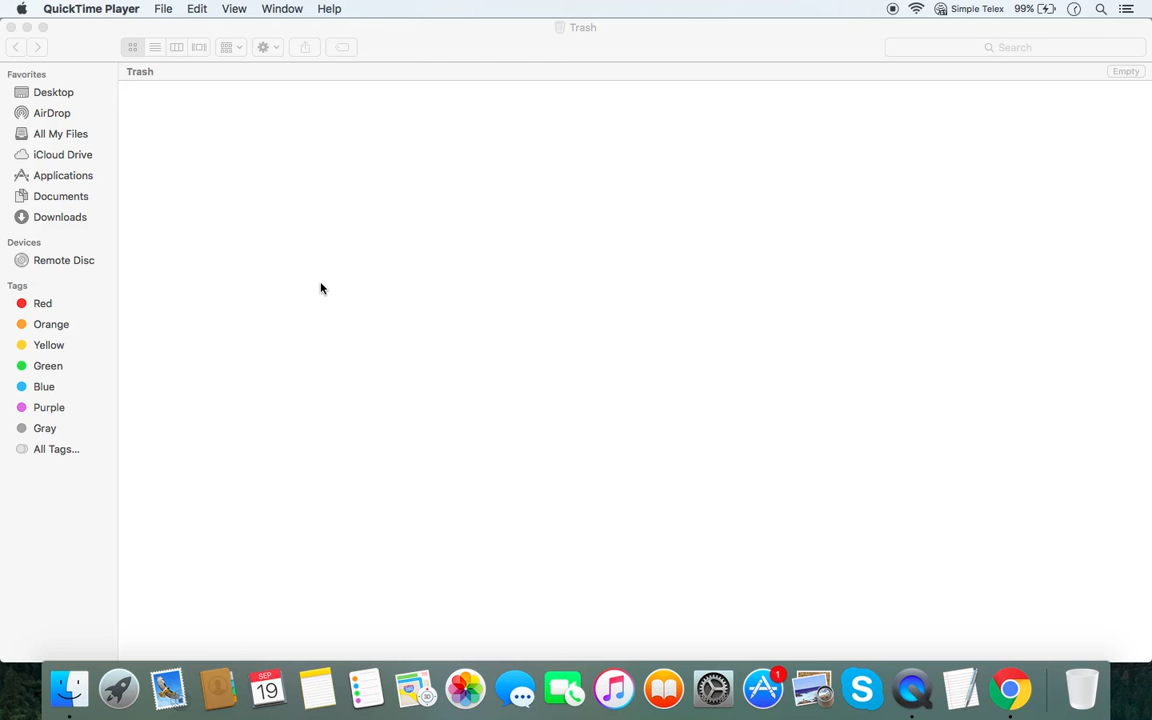 QuickTime Player File Edit View Window Help Simple Telex 99%
Trash
Search
Trash Empty
Favorites
Desktop
AirDrop
All My Files
iCloud Drive
Applications
Documents
Downloads
Devices
Remote Disc
Tags
Red
Orange
Yellow
Green
Blue
Purple
Gray
All Tags...
SEP
19
3D
1